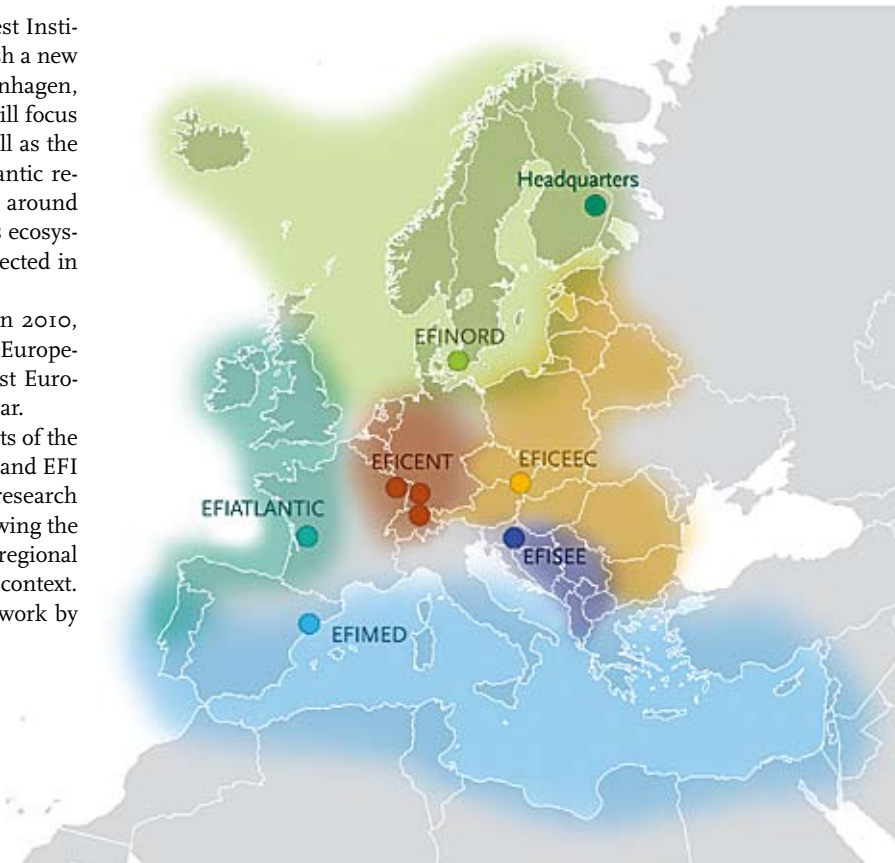 est Insti-
sh a new
nhagen,
ill focus
ll as the
antic re-
around
s ecosys-
ected in
n 2010,
Europe-
st Euro-
ar.
ts of the
and EFI
research
wing the
regional
context.
work by
Headquarters
EFINORD
EFICENT
EFICEEC
EFIATLANTIC
EFISEE
EFIMED